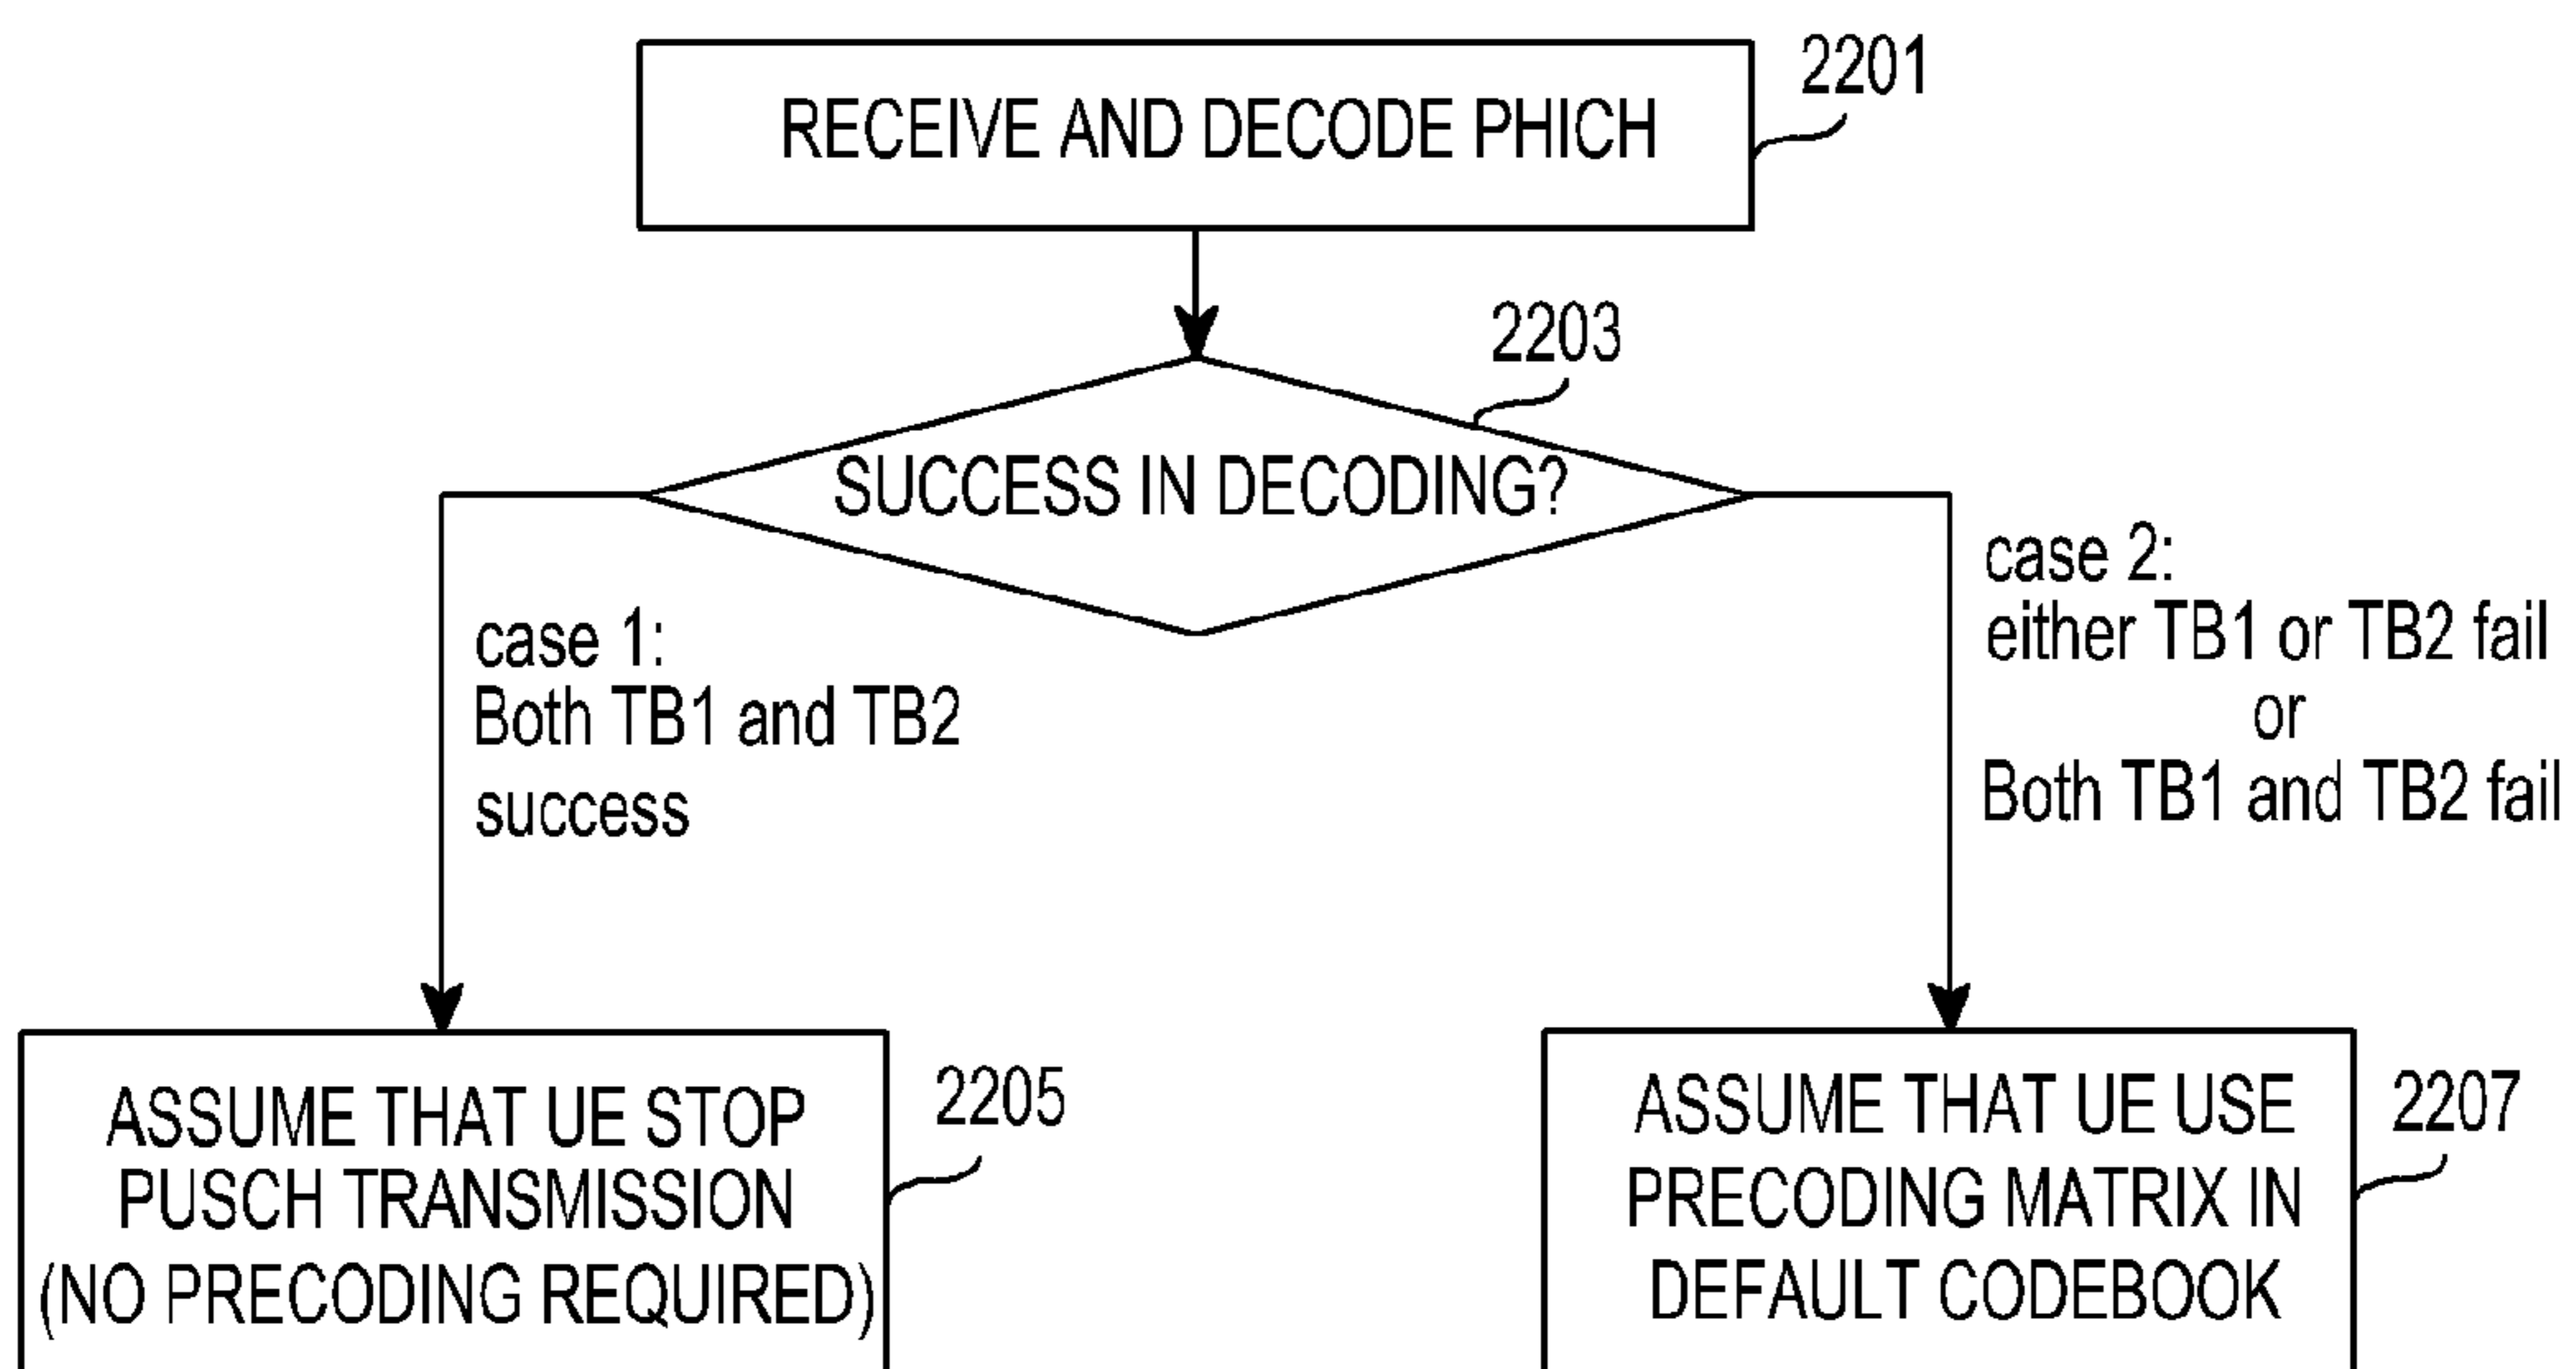 2201
RECEIVE AND DECODE PHICH
2203
SUCCESS IN DECODING?
case 1:
Both TB1 and TB2
success
case 2:
either TB1 or TB2 fail
or
Both TB1 and TB2 fail
ASSUME THAT UE STOP
PUSCH TRANSMISSION
(NO PRECODING REQUIRED)
2205
ASSUME THAT UE USE
PRECODING MATRIX IN
DEFAULT CODEBOOK
2207